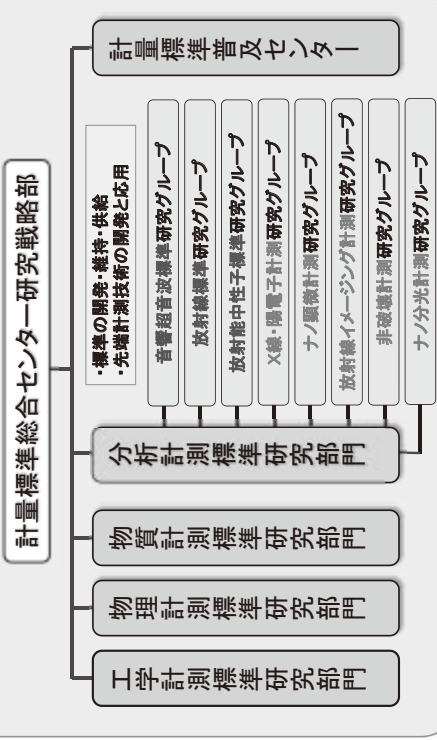 計量標準総合センター研究戦略部
工学計測標準研究部門
物理計測標準研究部門
物質計測標準研究部門
分析計測標準研究部門
・標準の開発・維持・供給
・先端計測技術の開発と応用
音響超音波標準研究グループ
放射線標準研究グループ
放射能中性子標準研究グループ
X線・陽電子計測研究グループ
ナノ顕微計測研究グループ
放射線イメージング計測研究グループ
非破壊計測研究グループ
ナノ分光計測研究グループ
計量標準普及センター